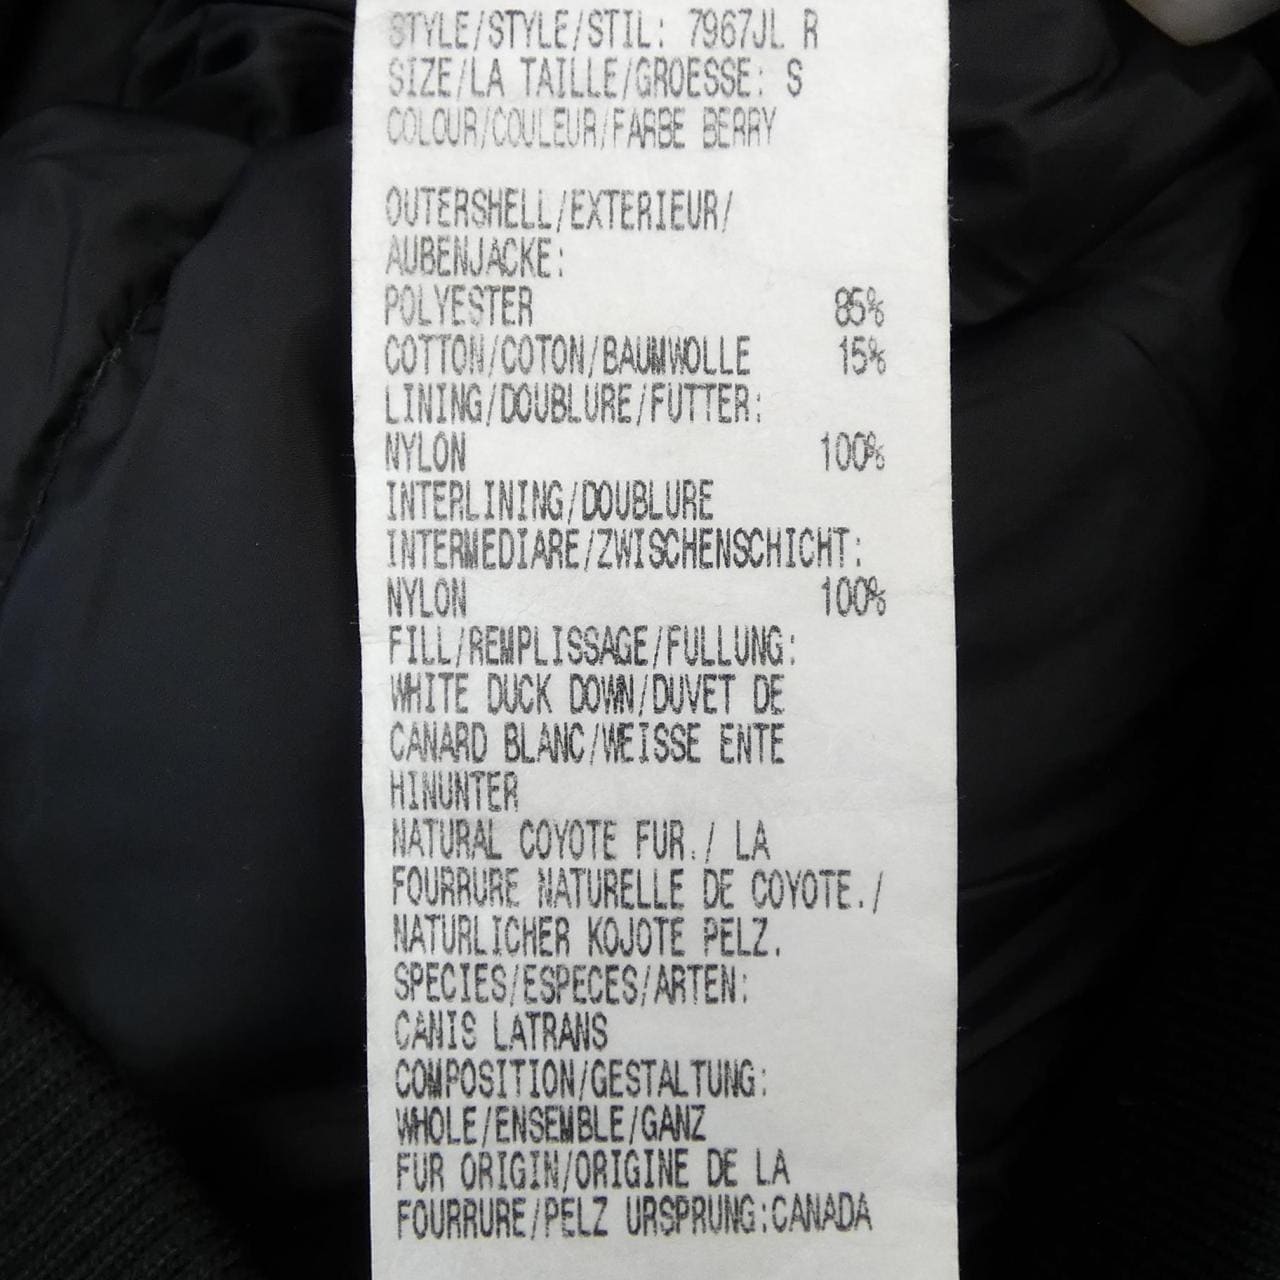 STYLE/STYLE/STIL: 7967JL R
SIZE/LA TAILLE/GROESSE: S
COLOUR/COULEUR/FARBE BERRY
OUTERSHELL/EXTERIEUR/
AUBENJACKE:
POLYESTER 85%
COTTON/COTON/BAUMWOLLE 15%
LINING/DOUBLURE/FUTTER:
NYLON 100%
INTERLINING/DOUBLURE
INTERMEDIARE/ZWISCHENSCHICHT:
NYLON 100%
FILL/REMPLISSAGE/FULLUNG:
WHITE DUCK DOWN/DUVET DE
CANARD BLANC/WEISSE ENTE
HINUNTER
NATURAL COYOTE FUR./ LA
FOURRURE NATURELLE DE COYOTE./
NATURLICHER KOJOTE PELZ.
SPECIES/ESPECES/ARTEN:
CANIS LATRANS
COMPOSITION/GESTALTUNG:
WHOLE/ENSEMBLE/GANZ
FUR ORIGIN/ORIGINE DE LA
FOURRURE/PELZ URSPRUNG:CANADA